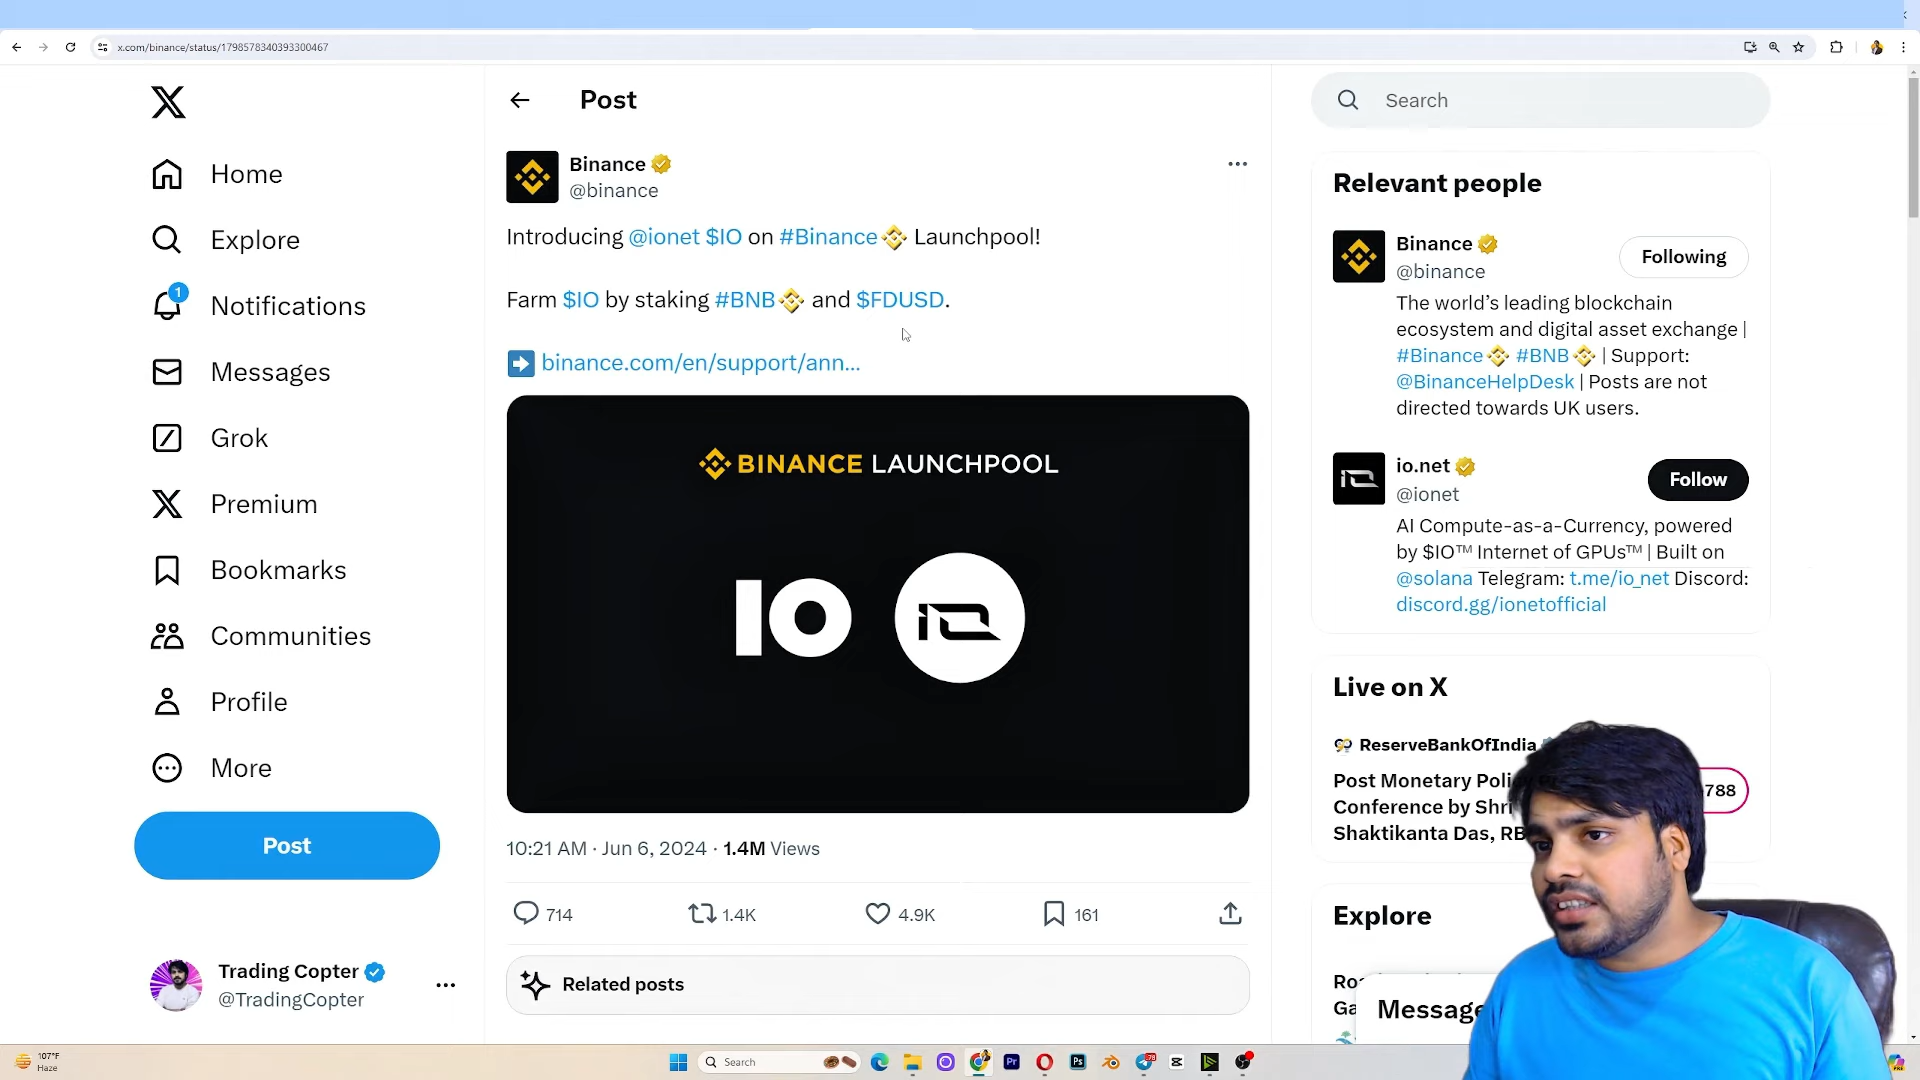 x.com/binance/status/1798578340393300467
Home
Explore
1
Notifications
Messages
Grok
Premium
Bookmarks
Communities
Profile
More
Post
Trading Copter
@TradingCopter
Post
Binance
@binance
Introducing @ionet $IO on #Binance Launchpool!
Farm $IO by staking #BNB and $FDUSD.
binance.com/en/support/ann...
BINANCE LAUNCHPOOL
IO
10:21 AM · Jun 6, 2024 · 1.4M Views
714
1.4K
4.9K
161
Related posts
Search
Relevant people
Binance
@binance
Following
The world’s leading blockchain
ecosystem and digital asset exchange |
#Binance #BNB | Support:
@BinanceHelpDesk | Posts are not
directed towards UK users.
io.net
@ionet
Follow
AI Compute-as-a-Currency, powered
by $IO™ Internet of GPUs™ | Built on
@solana Telegram: t.me/io_net Discord:
discord.gg/ionetofficial
Live on X
ReserveBankOfIndia
Post Monetary Policy
Conference by Shri
Shaktikanta Das,
788
Explore
107°F
Haze
Search